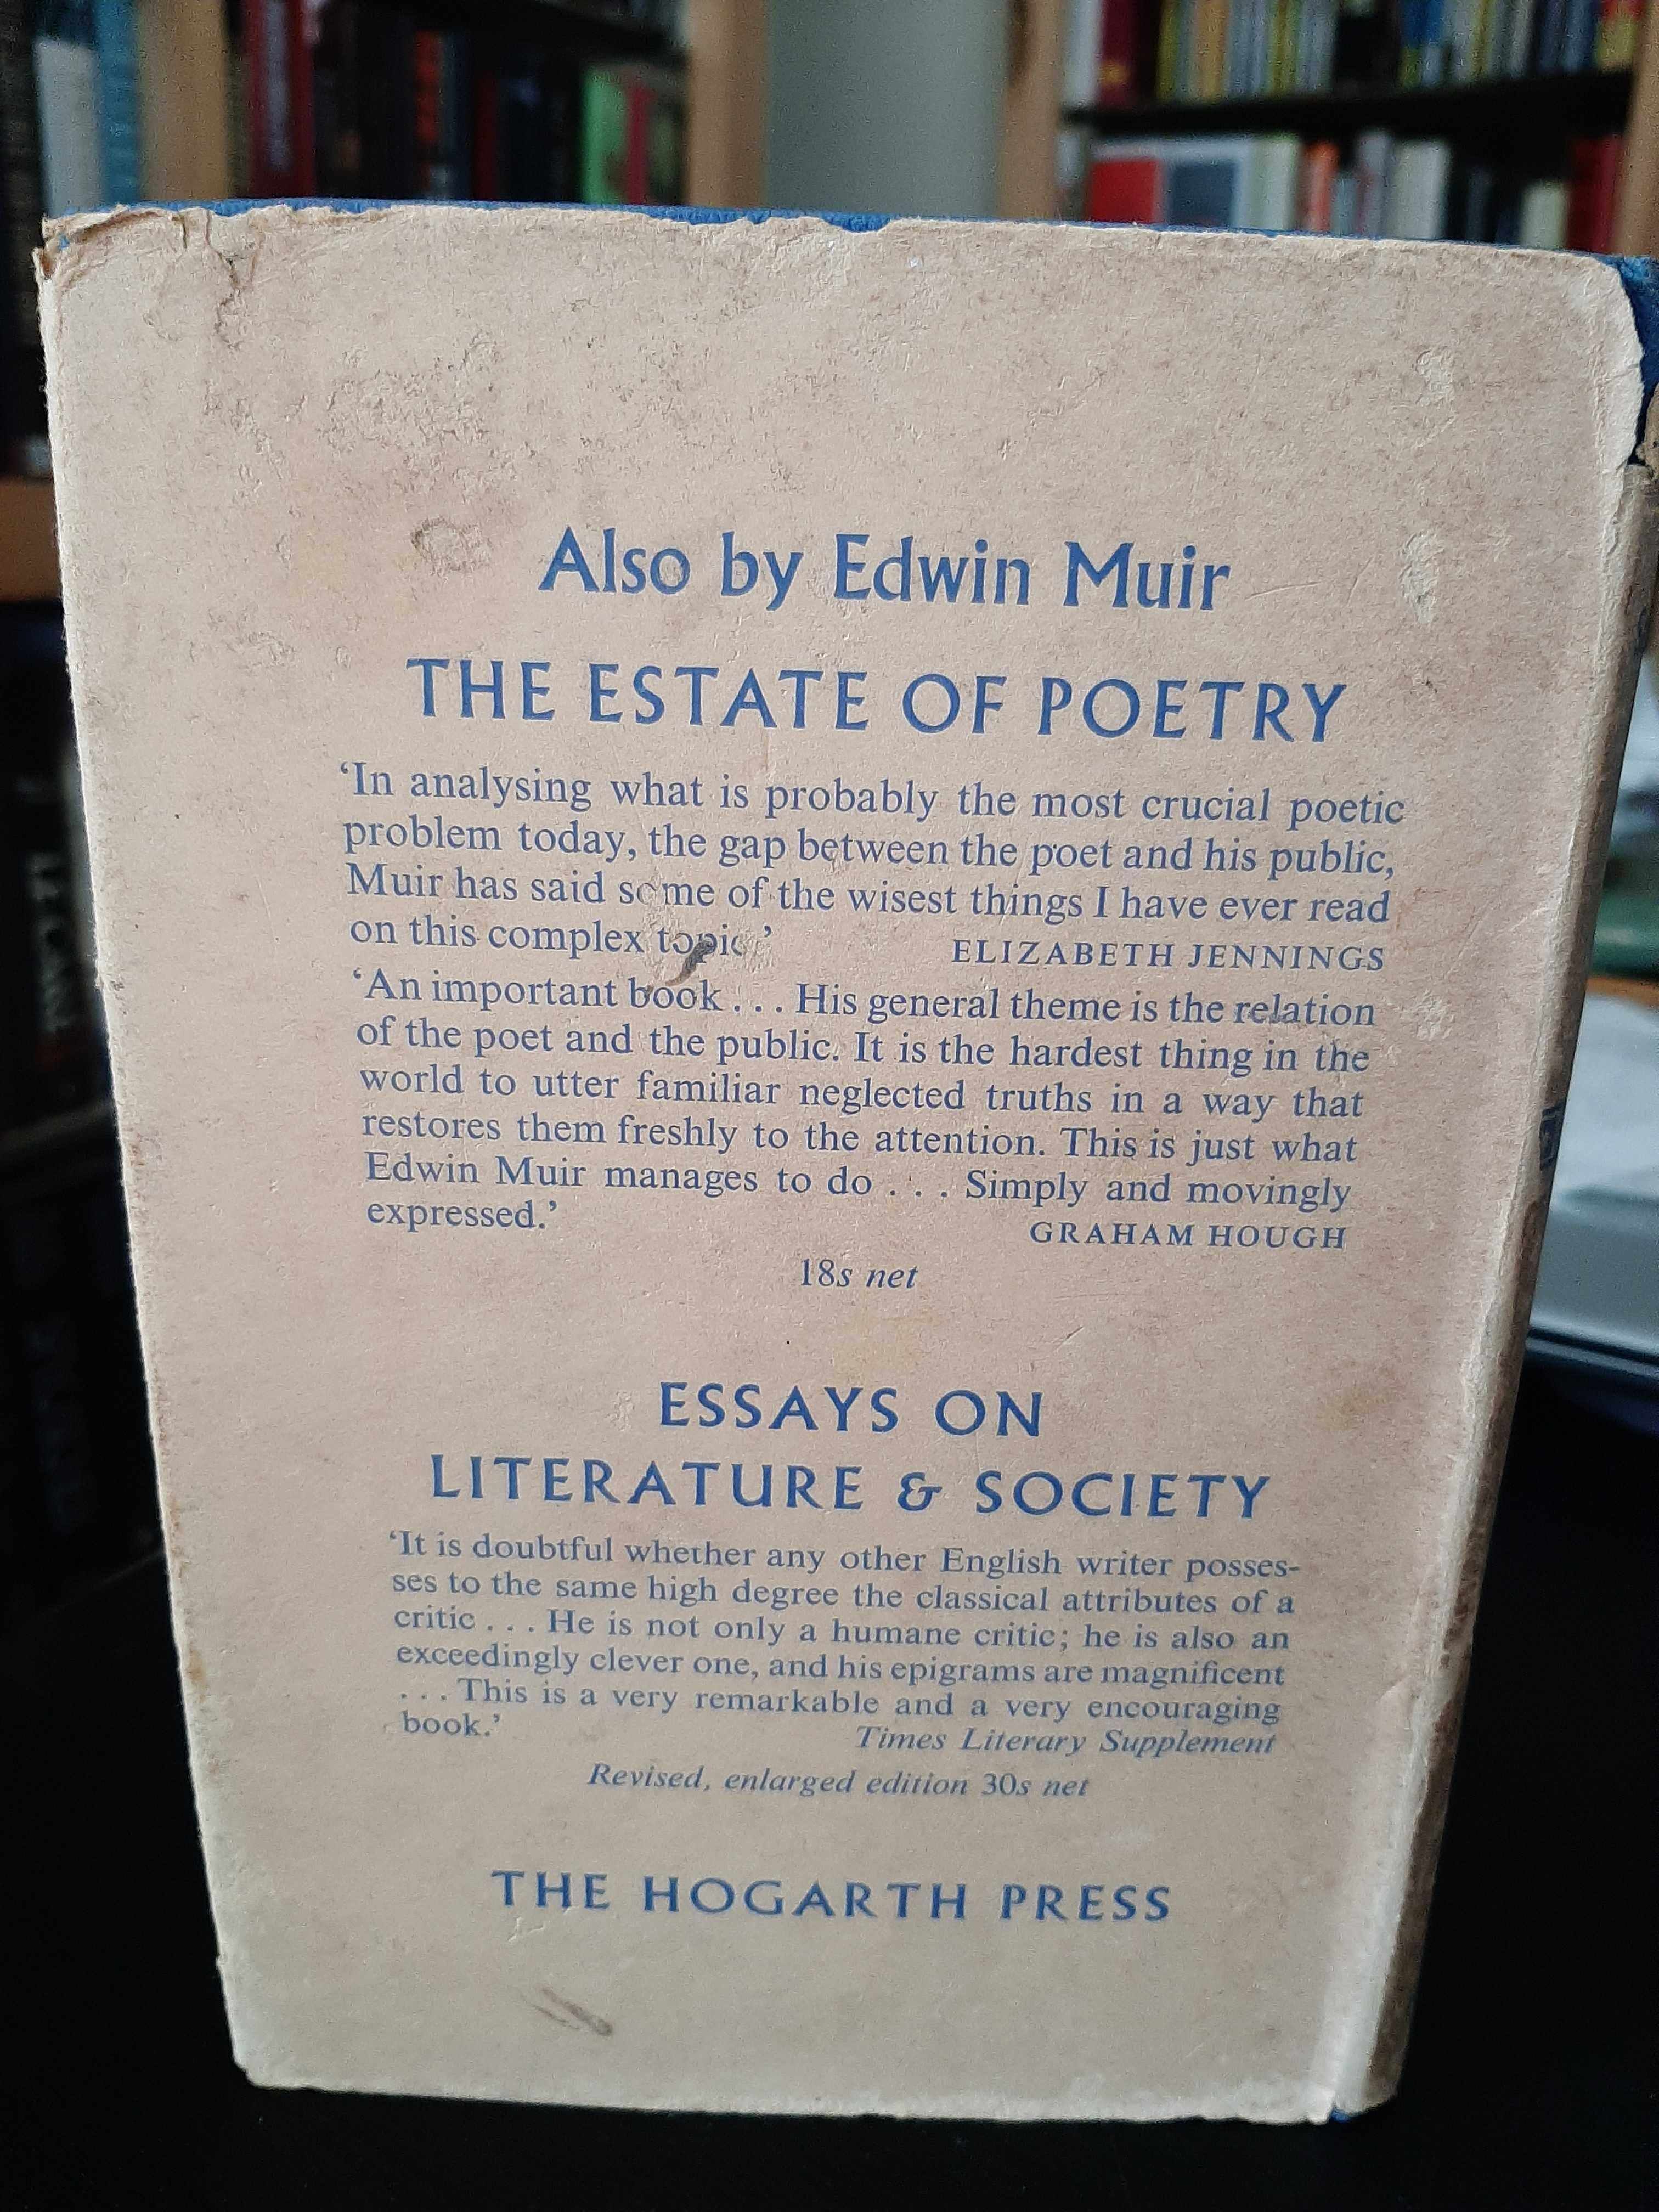 Also by Edwin Muir
THE ESTATE OF POETRY
‘In analysing what is probably the most crucial poetic
problem today, the gap between the poet and his public,
Muir has said some of the wisest things I have ever read
on this complex topic.’ ELIZABETH JENNINGS
‘An important book . . . His general theme is the relation
of the poet and the public. It is the hardest thing in the
world to utter familiar neglected truths in a way that
restores them freshly to the attention. This is just what
Edwin Muir manages to do . . . Simply and movingly
expressed.’ GRAHAM HOUGH
18s net
ESSAYS ON
LITERATURE & SOCIETY
‘It is doubtful whether any other English writer posses-
ses to the same high degree the classical attributes of a
critic . . . He is not only a humane critic; he is also an
exceedingly clever one, and his epigrams are magnificent
. . . This is a very remarkable and a very encouraging
book.’ Times Literary Supplement
Revised, enlarged edition 30s net
THE HOGARTH PRESS